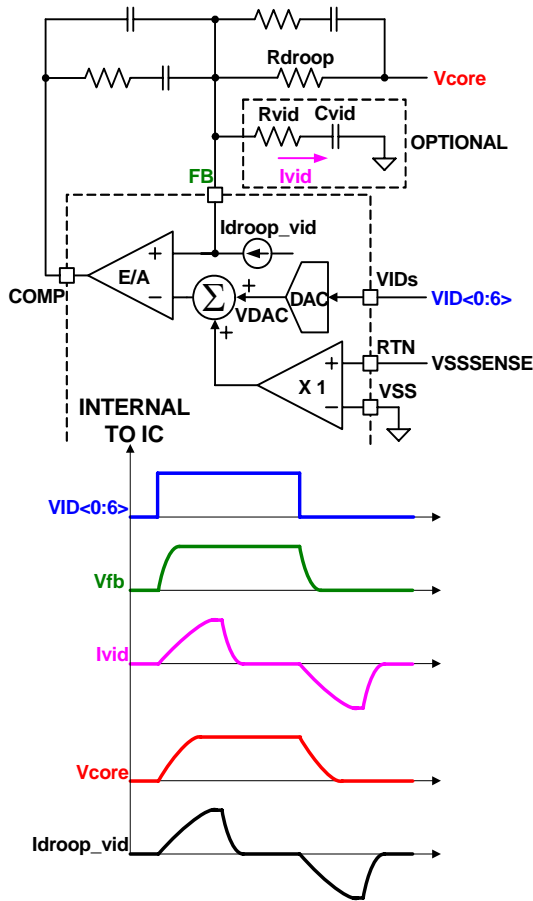 Rdroop
Vcore
Rvid
Cvid
OPTIONAL
Ivid
FB
Idroop_vid
E/A
+
−
COMP
Σ
+
+
VDAC
DAC
VIDs
VID<0:6>
RTN
VSSSENSE
+
X 1
−
VSS
INTERNAL
TO IC
VID<0:6>
Vfb
Ivid
Vcore
Idroop_vid